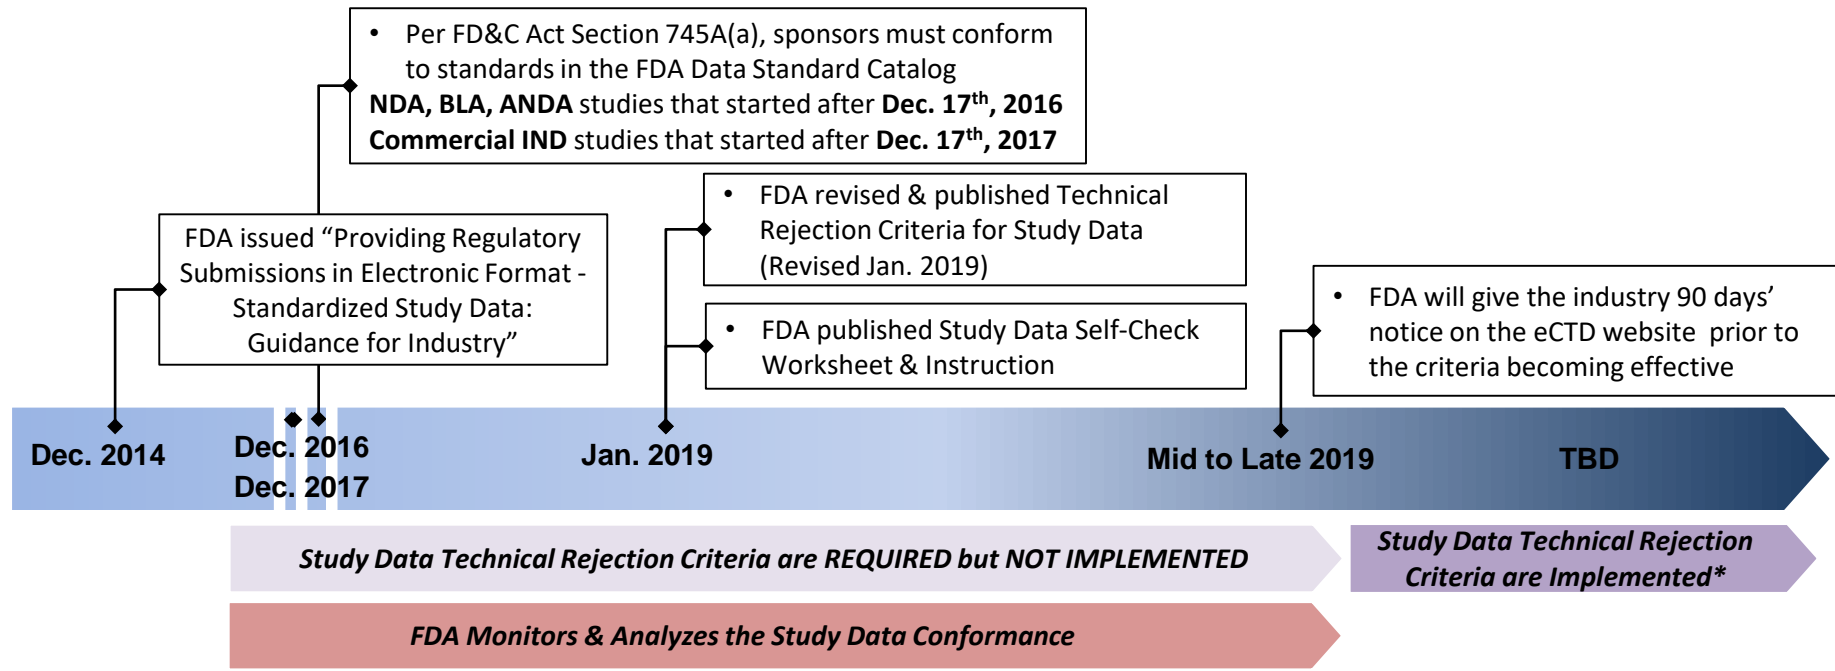 • Per FD&C Act Section 745A(a), sponsors must conform
to standards in the FDA Data Standard Catalog
NDA, BLA, ANDA studies that started after Dec. 17th, 2016
Commercial IND studies that started after Dec. 17th, 2017
FDA issued “Providing Regulatory
Submissions in Electronic Format -
Standardized Study Data:
Guidance for Industry”
• FDA revised & published Technical
Rejection Criteria for Study Data
(Revised Jan. 2019)
• FDA published Study Data Self-Check
Worksheet & Instruction
• FDA will give the industry 90 days’
notice on the eCTD website prior to
the criteria becoming effective
Dec. 2014
Dec. 2016
Dec. 2017
Jan. 2019
Mid to Late 2019
TBD
Study Data Technical Rejection Criteria are REQUIRED but NOT IMPLEMENTED
Study Data Technical Rejection
Criteria are Implemented*
FDA Monitors & Analyzes the Study Data Conformance